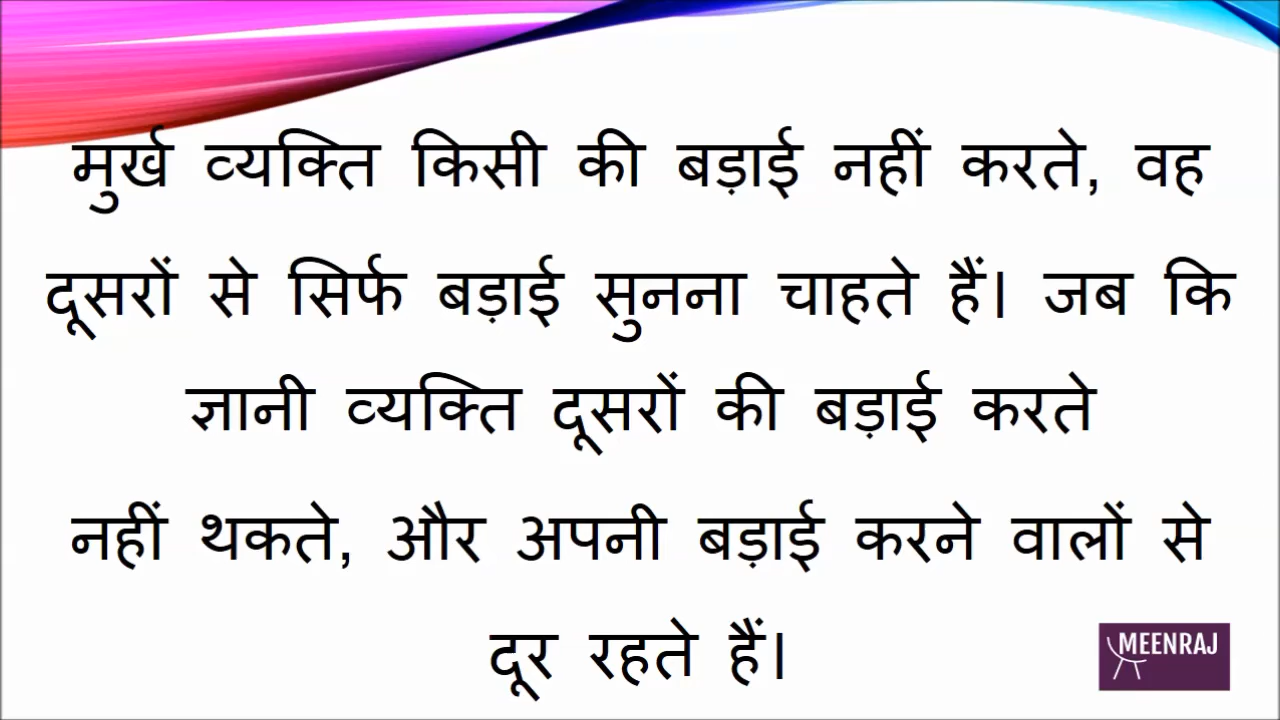 मुर्ख व्यक्ति किसी की बड़ाई नहीं करते, वह
दूसरों से सिर्फ बड़ाई सुनना चाहते हैं। जब कि
ज्ञानी व्यक्ति दूसरों की बड़ाई करते
नहीं थकते, और अपनी बड़ाई करने वालों से
दूर रहते हैं।
MEENRAJ